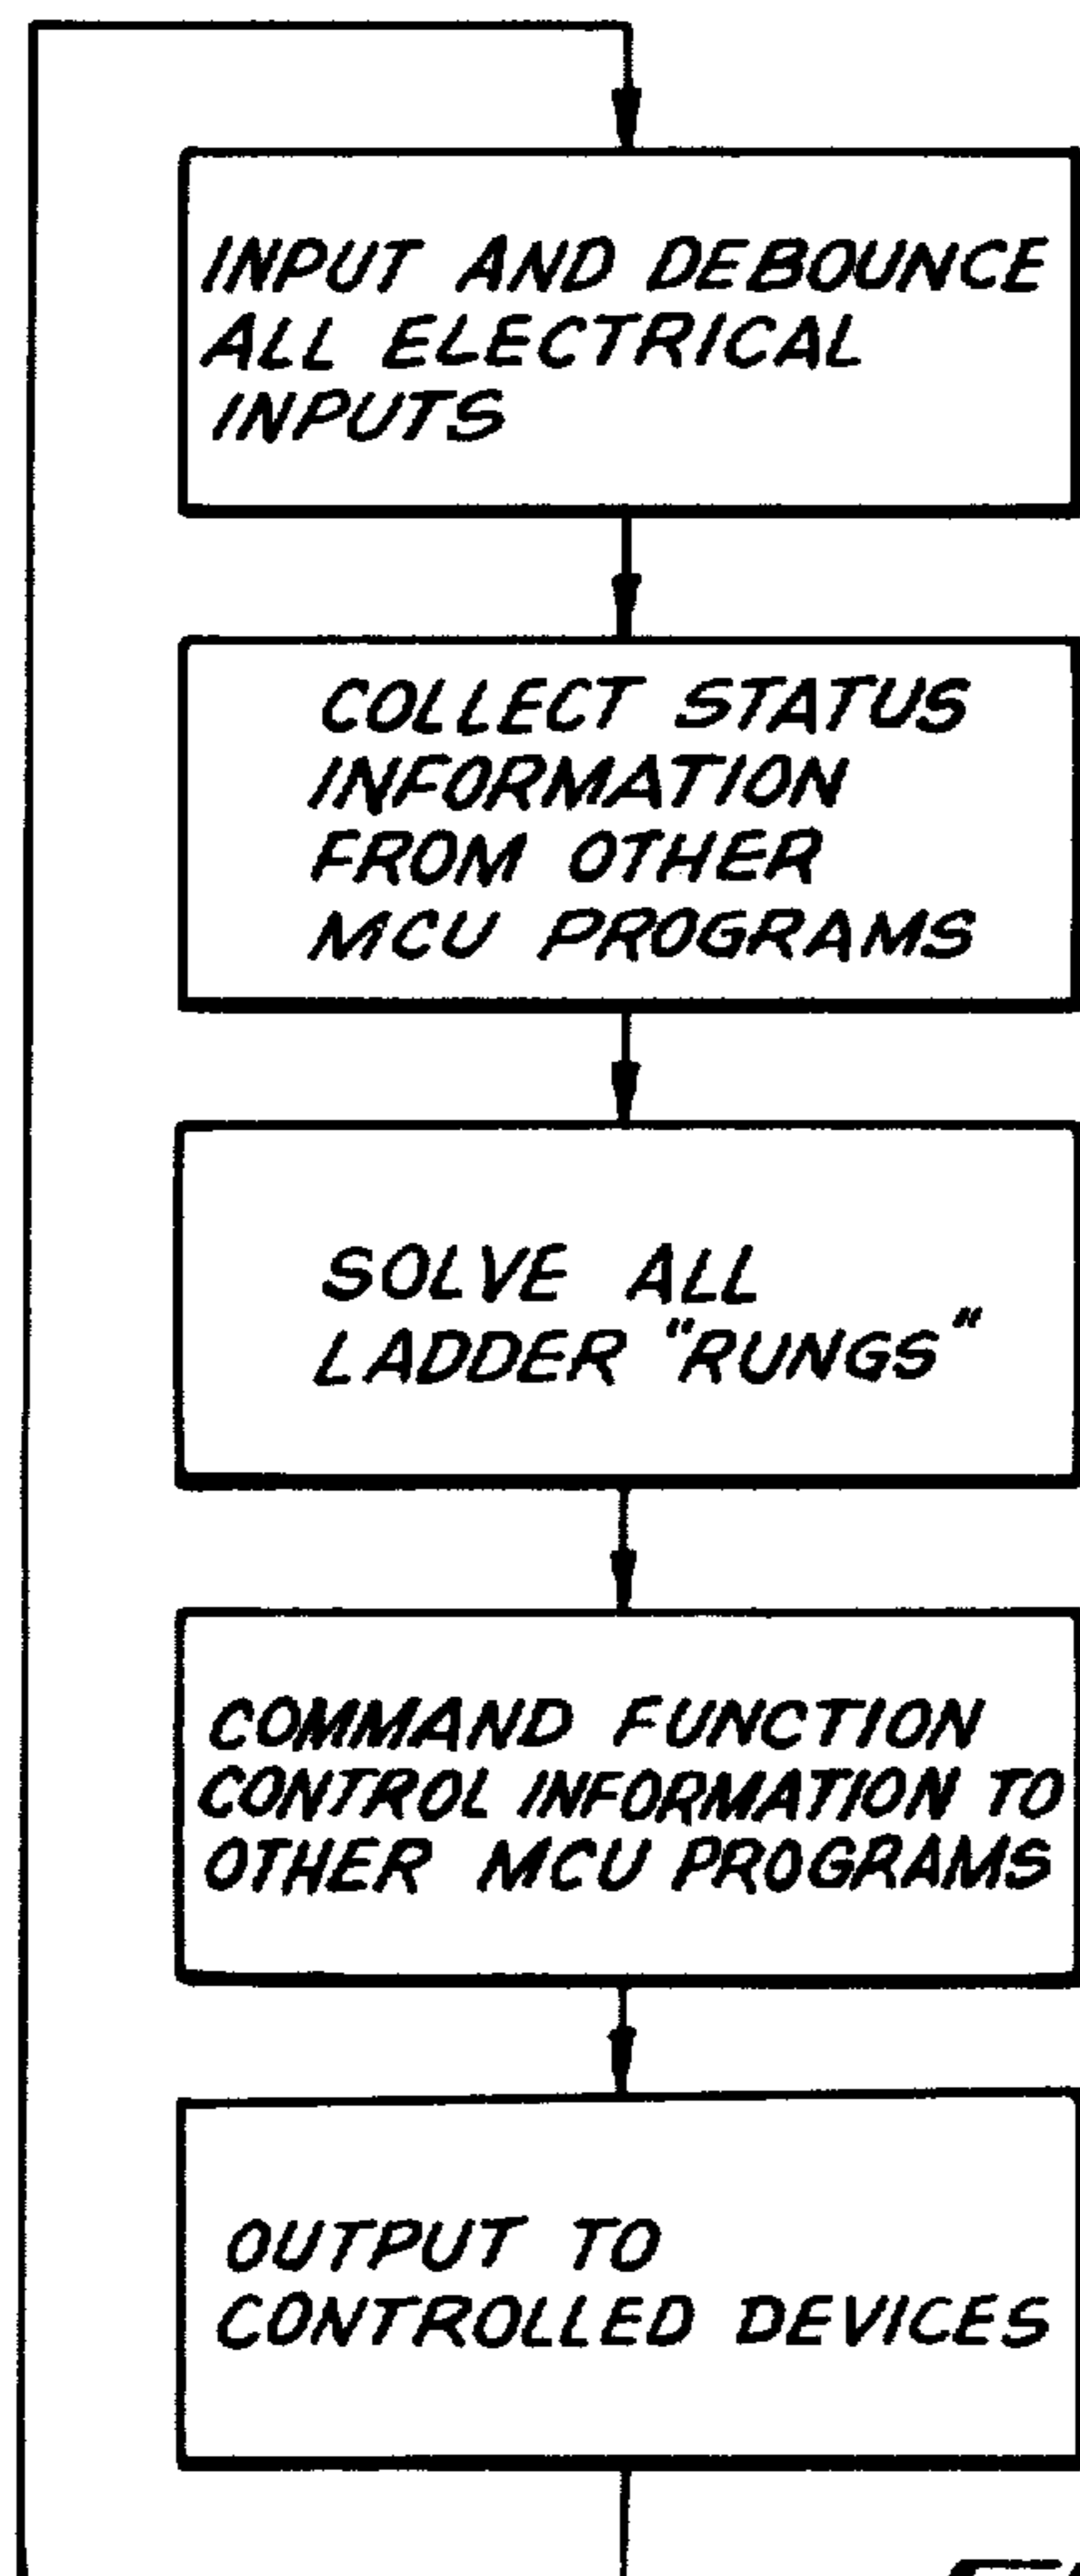 INPUT AND DEBOUNCE
ALL ELECTRICAL
INPUTS
COLLECT STATUS
INFORMATION
FROM OTHER
MCU PROGRAMS
SOLVE ALL
LADDER "RUNGS"
COMMAND FUNCTION
CONTROL INFORMATION TO
OTHER MCU PROGRAMS
OUTPUT TO
CONTROLLED DEVICES